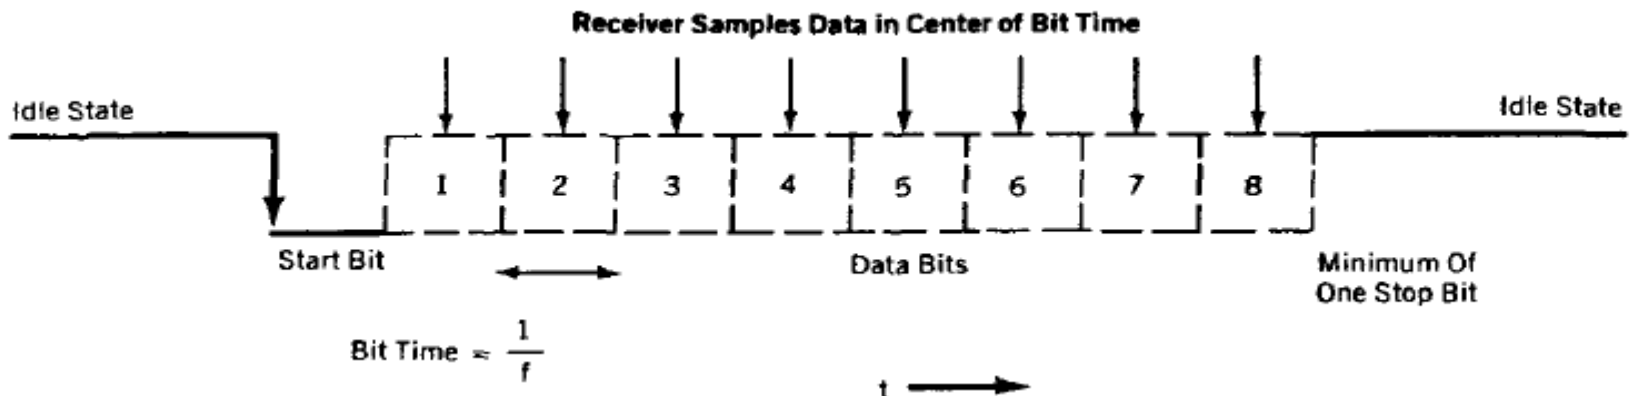 Receiver Samples Data in Center of Bit Time
Idle State
Idle State
1 2 3 4 5 6 7 8
Start Bit
Data Bits
Minimum Of
One Stop Bit
Bit Time = 1/f
t